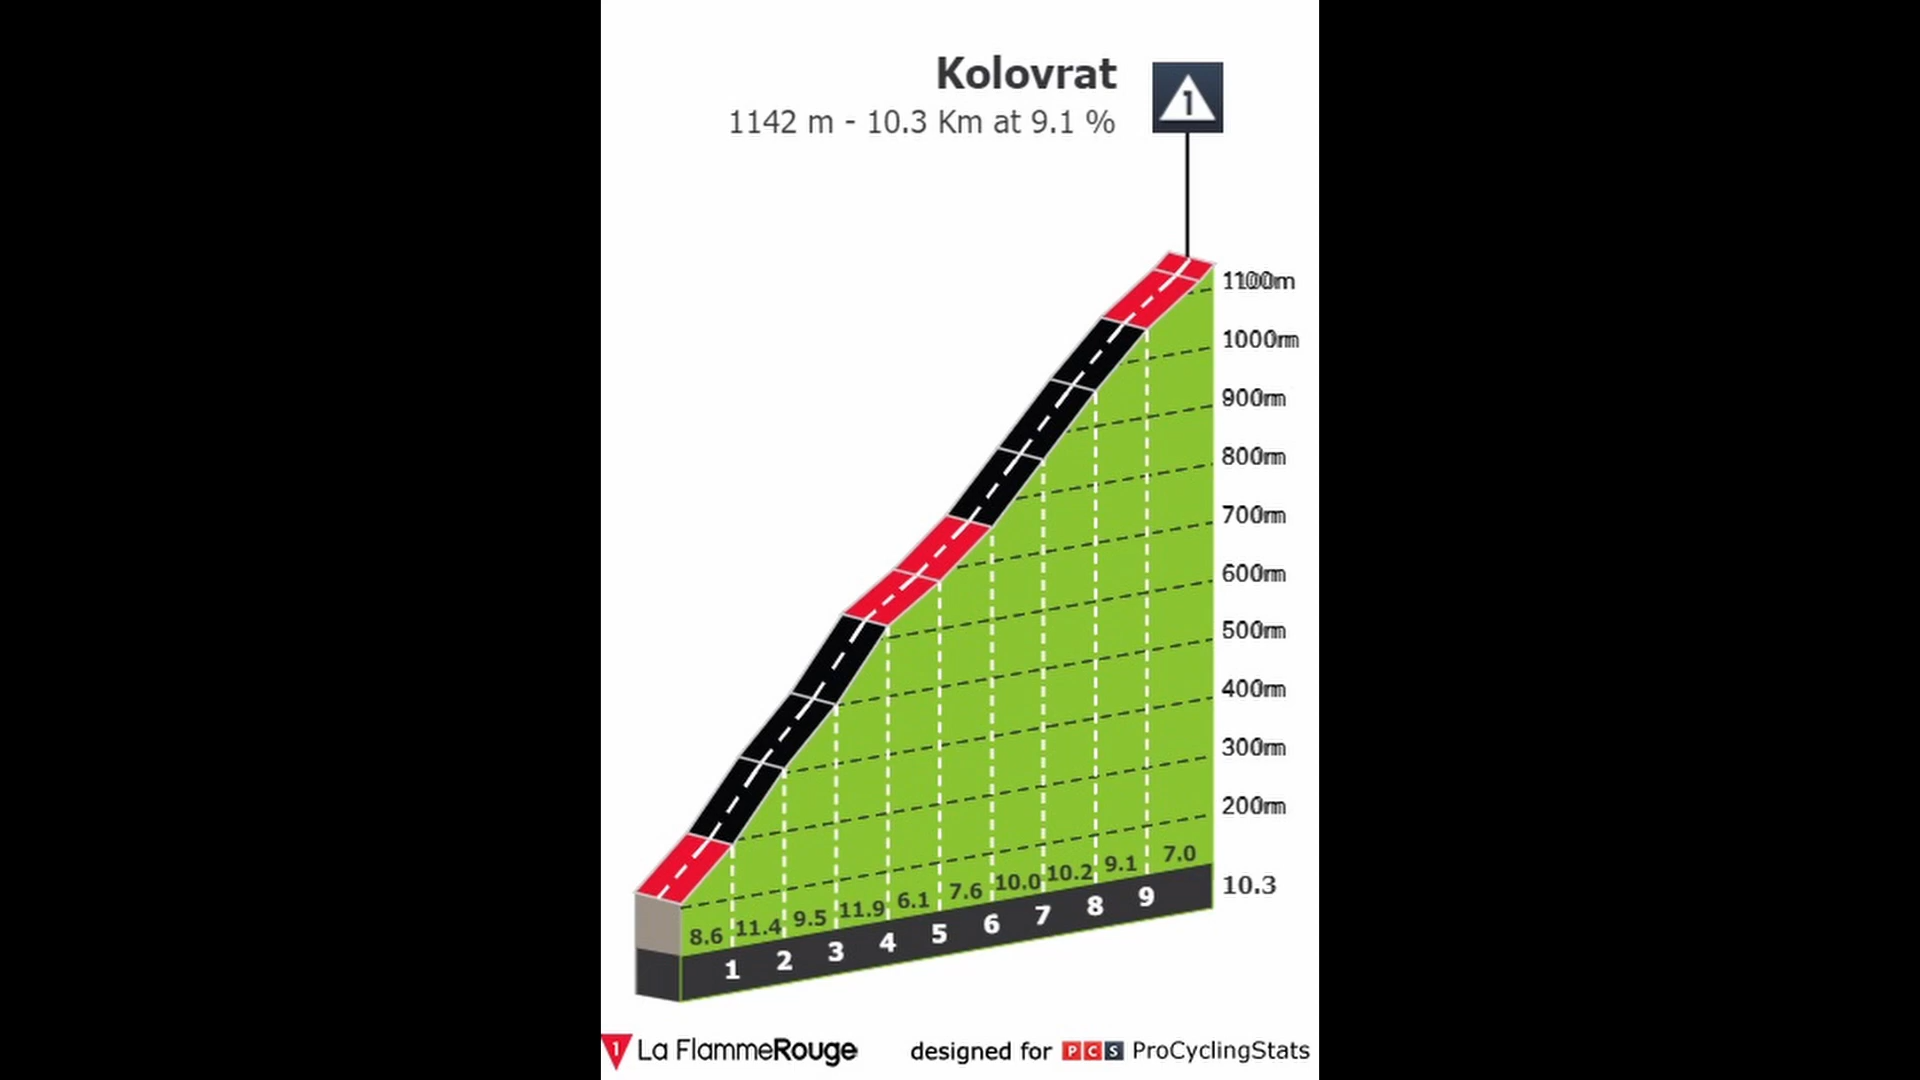 Kolovrat
1
1142 m - 10.3 Km at 9.1 %
1100m
1000m
900m
800m
700m
600m
500m
400m
300m
200m
8.6 11.4 9.5 11.9 6.1 7.6 10.0 10.2 9.1 7.0
1 2 3 4 5 6 7 8 9
10.3
1 La FlammeRouge designed for PCS ProCyclingStats